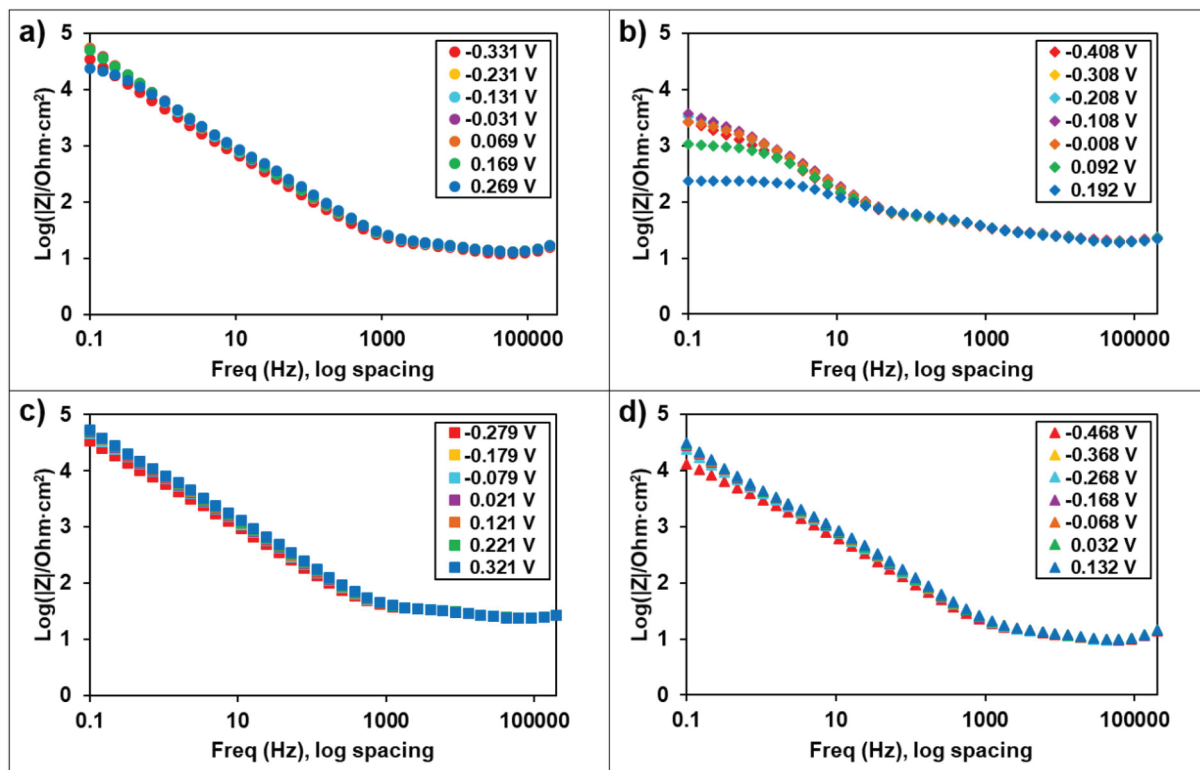 a)
5
4
3
2
1
0
Log(|Z|/Ohm·cm²)
0.1
10
1000
100000
Freq (Hz), log spacing
-0.331 V
-0.231 V
-0.131 V
-0.031 V
0.069 V
0.169 V
0.269 V
b)
5
4
3
2
1
0
Log(|Z|/Ohm·cm²)
0.1
10
1000
100000
Freq (Hz), log spacing
-0.408 V
-0.308 V
-0.208 V
-0.108 V
-0.008 V
0.092 V
0.192 V
c)
5
4
3
2
1
0
Log(|Z|/Ohm·cm²)
0.1
10
1000
100000
Freq (Hz), log spacing
-0.279 V
-0.179 V
-0.079 V
0.021 V
0.121 V
0.221 V
0.321 V
d)
5
4
3
2
1
0
Log(|Z|/Ohm·cm²)
0.1
10
1000
100000
Freq (Hz), log spacing
-0.468 V
-0.368 V
-0.268 V
-0.168 V
-0.068 V
0.032 V
0.132 V